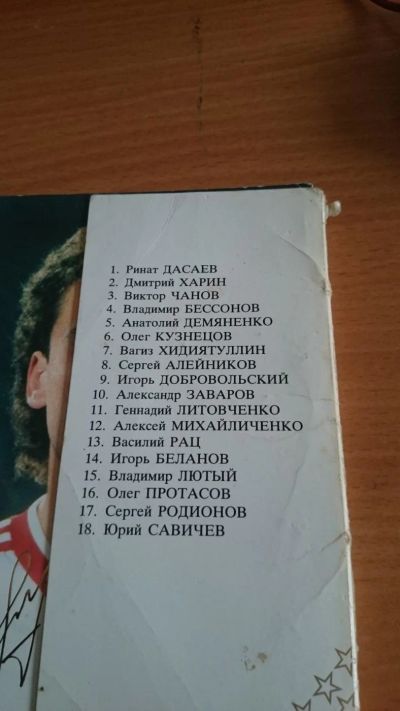 1. Ринат ДАСАЕВ
2. Дмитрий ХАРИН
3. Виктор ЧАНОВ
4. Владимир БЕССОНОВ
5. Анатолий ДЕМЯНЕНКО
6. Олег КУЗНЕЦОВ
7. Вагиз ХИДИЯТУЛЛИН
8. Сергей АЛЕЙНИКОВ
9. Игорь ДОБРОВОЛЬСКИЙ
10. Александр ЗАВАРОВ
11. Геннадий ЛИТОВЧЕНКО
12. Алексей МИХАЙЛИЧЕНКО
13. Василий РАЦ
14. Игорь БЕЛАНОВ
15. Владимир ЛЮТЫЙ
16. Олег ПРОТАСОВ
17. Сергей РОДИОНОВ
18. Юрий САВИЧЕВ